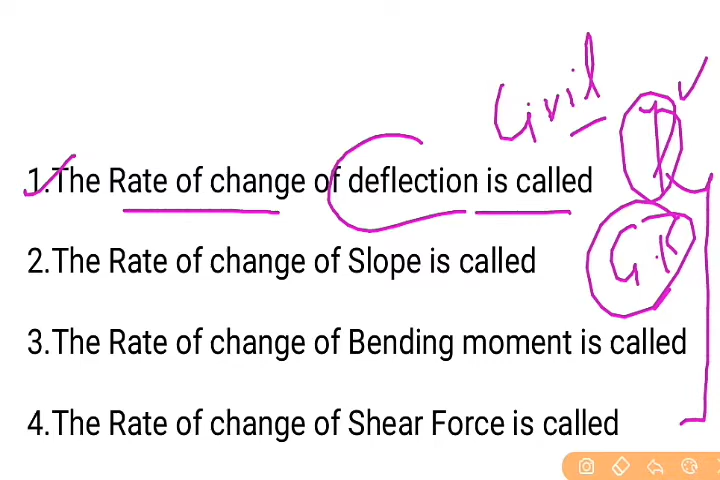 Civil
1.The Rate of change of deflection is called
2.The Rate of change of Slope is called
G.K
3.The Rate of change of Bending moment is called
4.The Rate of change of Shear Force is called